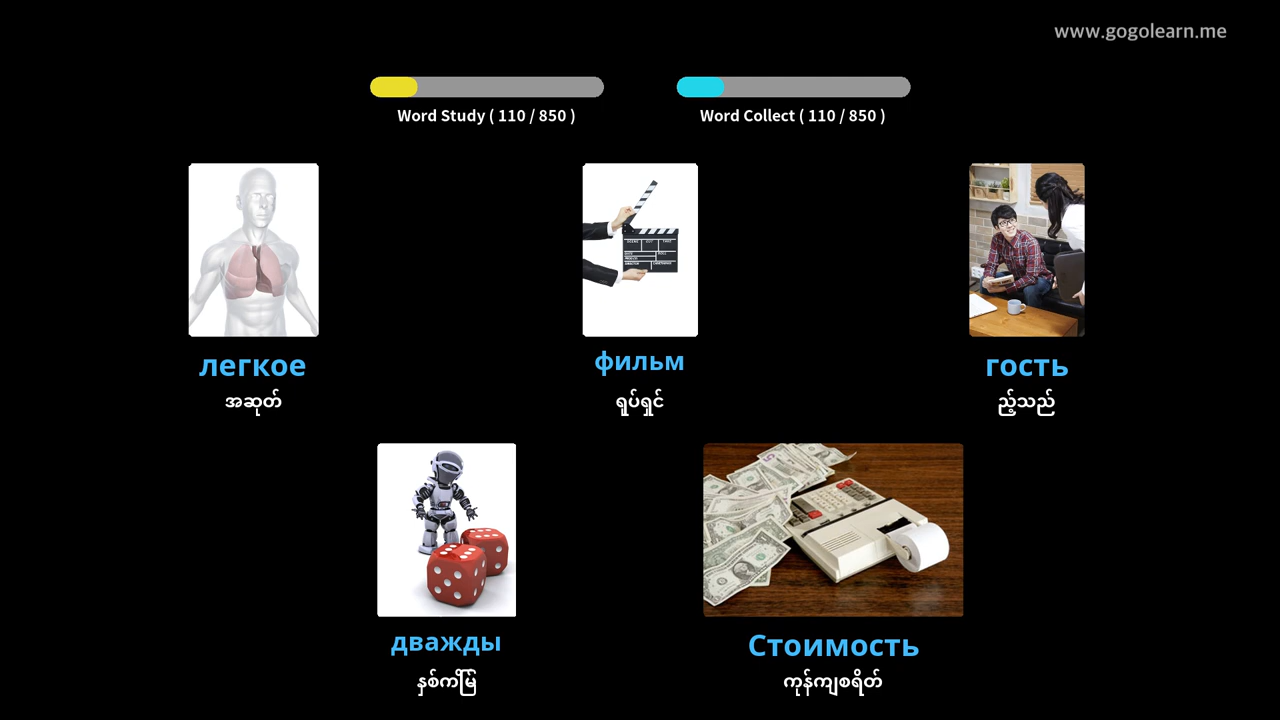 www.gogolearn.me
Word Study ( 110 / 850 )
Word Collect ( 110 / 850 )
легкое
фильм
гость
အဆုတ်
ရုပ်ရှင်
ည့်သည်
дважды
Стоимость
နှစ်ကြိမ်
ကုန်ကျစရိတ်